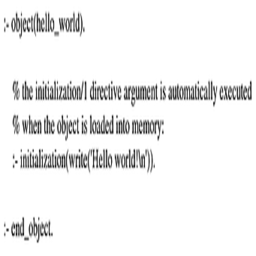 :- object(hello_world).
% the initialization/1 directive argument is automatically executed
% when the object is loaded into memory:
:- initialization(write('Hello world!\n')).
:- end_object.